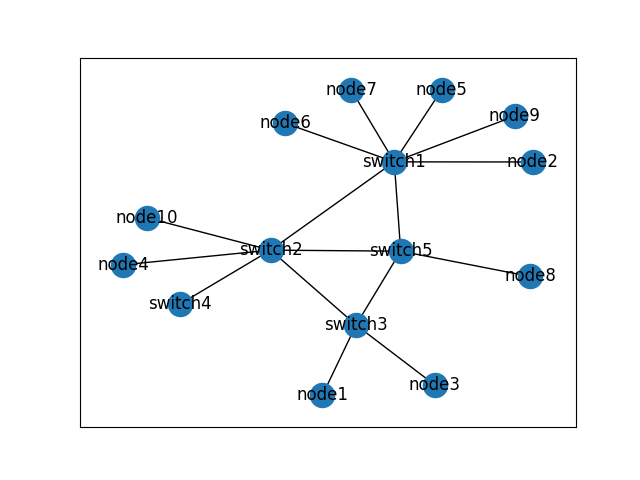 node7
node5
node9
node6
switch1
node2
node10
switch2
switch5
node4
node8
switch4
switch3
node3
node1